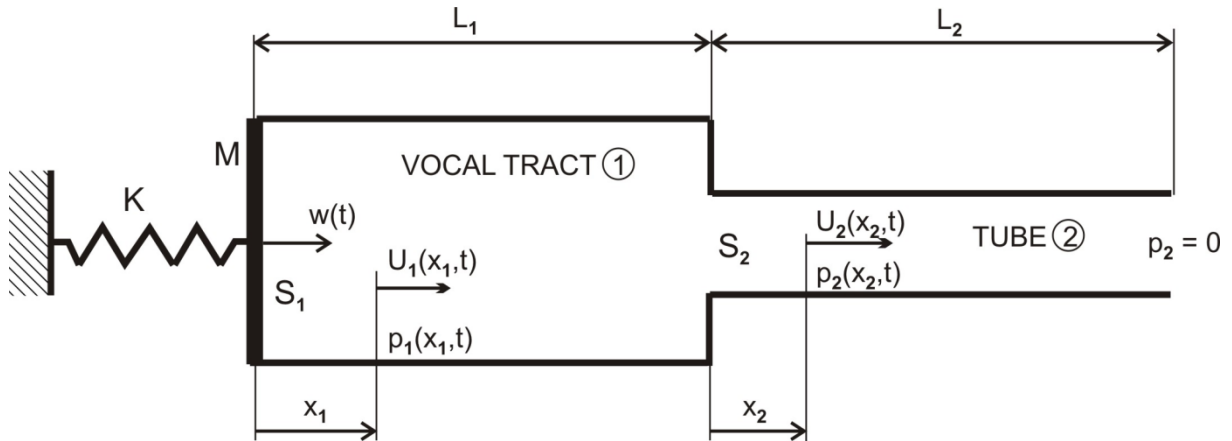 L₁ L₂
M
VOCAL TRACT ①
K
w(t)
U₁(x₁,t)
S₁
p₁(x₁,t)
S₂
U₂(x₂,t)
TUBE ②
p₂ = 0
p₂(x₂,t)
x₁ x₂